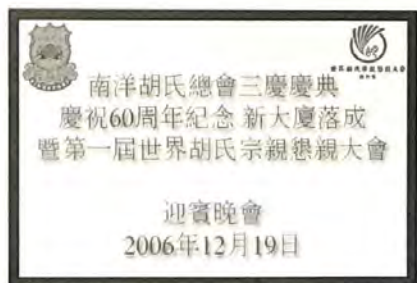 南洋胡氏總會三慶慶典
慶祝60周年紀念 新大廈落成
暨第一屆世界胡氏宗親懇親大會
迎賓晚會
2006年12月19日